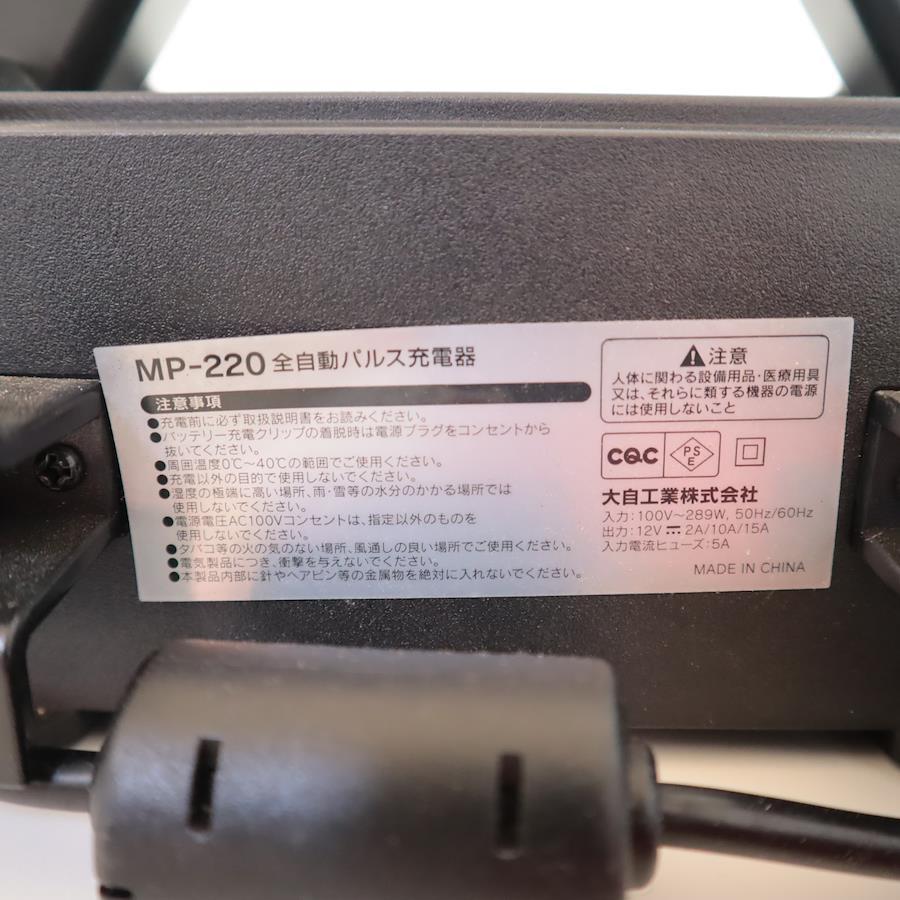 MP-220 全自動パルス充電器
注意事項
●充電前に必ず取扱説明書をお読みください。
●バッテリー充電クリップの着脱時は電源プラグをコンセントから
抜いてください。
●周囲温度0℃～40℃の範囲でご使用ください。
●充電以外の目的で使用しないでください。
●湿度の極端に高い場所、雨・雪等の水分のかかる場所では
使用しないでください。
●電源電圧AC100Vコンセントは、指定以外のものを
使用しないでください。
●タバコ等の火の気のない場所、風通しの良い場所でご使用ください。
●電気製品につき、衝撃を与えないでください。
●本製品内部に針やヘアピン等の金属物を絶対に入れないでください。
注意
人体に関わる設備用品・医療用具
又は、それらに類する機器の電源
には使用しないこと
CQC
PS
E
大自工業株式会社
入力：100V～289W, 50Hz/60Hz
出力：12V⎓2A/10A/15A
入力電流ヒューズ：5A
MADE IN CHINA